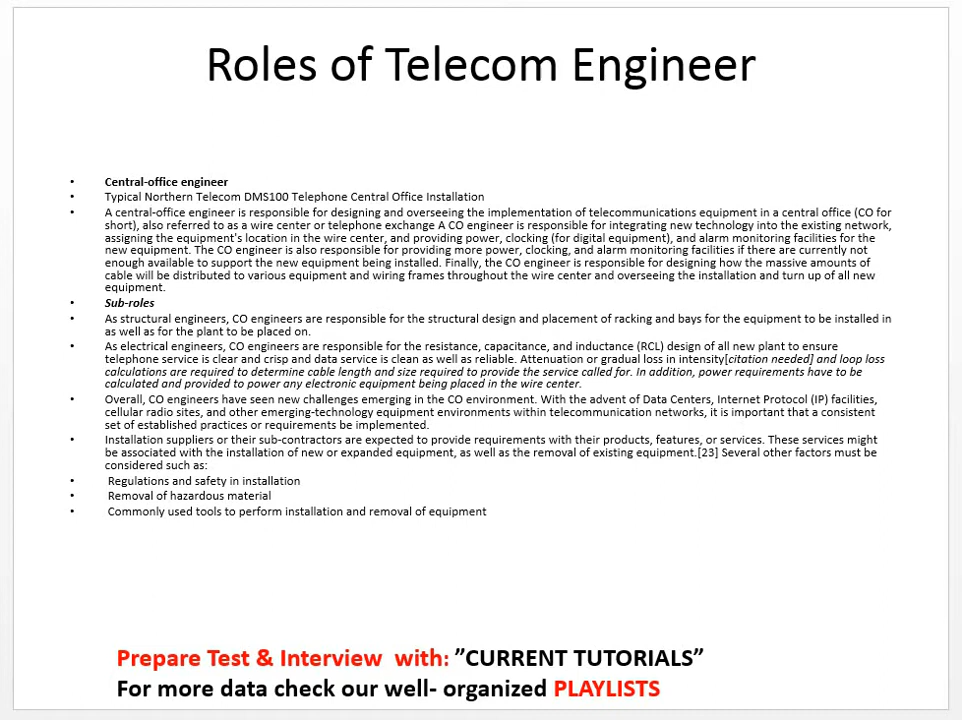 Roles of Telecom Engineer
• Central-office engineer
• Typical Northern Telecom DMS100 Telephone Central Office Installation
• A central-office engineer is responsible for designing and overseeing the implementation of telecommunications equipment in a central office (CO for
short), also referred to as a wire center or telephone exchange A CO engineer is responsible for integrating new technology into the existing network,
assigning the equipment's location in the wire center, and providing power, clocking (for digital equipment), and alarm monitoring facilities for the
new equipment. The CO engineer is also responsible for providing more power, clocking, and alarm monitoring facilities if there are currently not
enough available to support the new equipment being installed. Finally, the CO engineer is responsible for designing how the massive amounts of
cable will be distributed to various equipment and wiring frames throughout the wire center and overseeing the installation and turn up of all new
equipment.
• Sub-roles
• As structural engineers, CO engineers are responsible for the structural design and placement of racking and bays for the equipment to be installed in
as well as for the plant to be placed on.
• As electrical engineers, CO engineers are responsible for the resistance, capacitance, and inductance (RCL) design of all new plant to ensure
telephone service is clear and crisp and data service is clean as well as reliable. Attenuation or gradual loss in intensity[citation needed] and loop loss
calculations are required to determine cable length and size required to provide the service called for. In addition, power requirements have to be
calculated and provided to power any electronic equipment being placed in the wire center.
• Overall, CO engineers have seen new challenges emerging in the CO environment. With the advent of Data Centers, Internet Protocol (IP) facilities,
cellular radio sites, and other emerging-technology equipment environments within telecommunication networks, it is important that a consistent
set of established practices or requirements be implemented.
• Installation suppliers or their sub-contractors are expected to provide requirements with their products, features, or services. These services might
be associated with the installation of new or expanded equipment, as well as the removal of existing equipment.[23] Several other factors must be
considered such as:
• Regulations and safety in installation
• Removal of hazardous material
• Commonly used tools to perform installation and removal of equipment
Prepare Test & Interview with: ”CURRENT TUTORIALS”
For more data check our well- organized PLAYLISTS